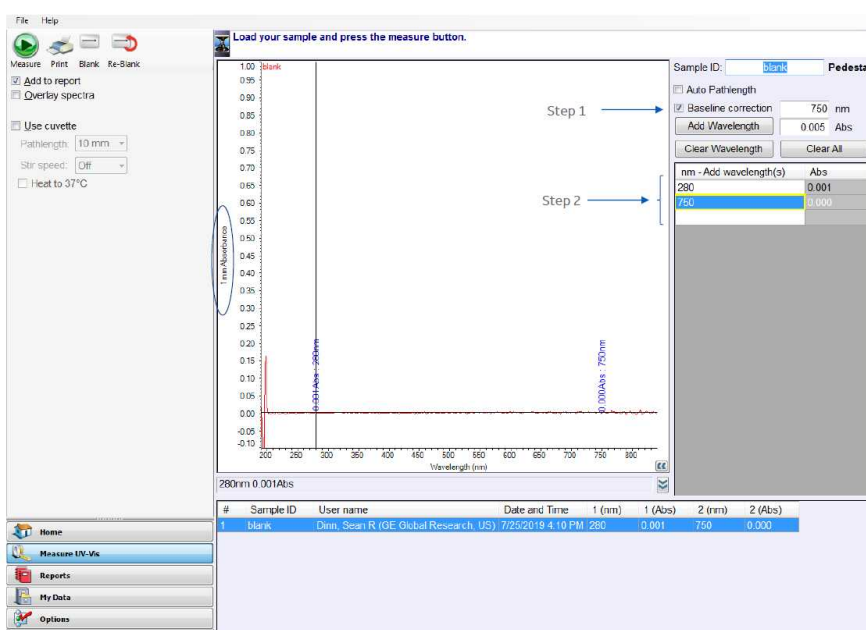 File Help
Load your sample and press the measure button.
Measure Print Blank Re-Blank
Add to report
Overlay spectra
Use cuvette
Pathlength: 10 mm
Stir speed: Off
Heat to 37°C
Home
Measure UV-Vis
Reports
My Data
Options
blank
1.00
0.95
0.90
0.85
0.80
0.75
0.70
0.65
0.60
0.55
0.50
0.45
0.40
0.35
0.30
0.25
0.20
0.15
0.10
0.05
0.00
-0.05
-0.10
1mm Absorbance
0.001Abs : 280nm
0.000Abs : 750nm
200 250 300 350 400 450 500 550 600 650 700 750 800
Wavelength (nm)
280nm 0.001Abs
Step 1
Step 2
Sample ID: blank Pedesta
Auto Pathlength
Baseline correction 750 nm
Add Wavelength 0.005 Abs
Clear Wavelength Clear All
nm - Add wavelength(s) Abs
280 0.001
750 0.000
# Sample ID User name Date and Time 1 (nm) 1 (Abs) 2 (nm) 2 (Abs)
1 blank Dinn, Sean R (GE Global Research, US) 7/25/2019 4:10 PM 280 0.001 750 0.000